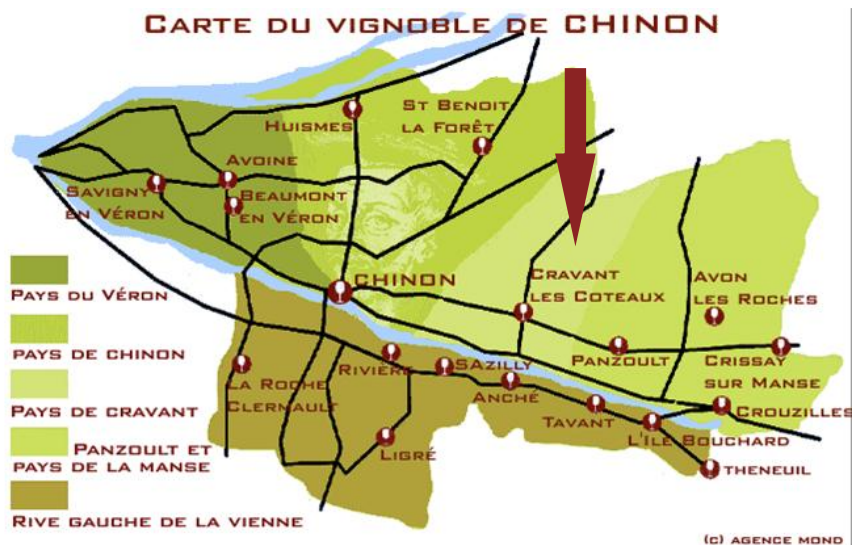 Carte du vignoble de CHINON
Huismes
St Benoit
la Forêt
Avoine
Savigny
en Véron
Beaumont
en Véron
Chinon
Cravant
les Coteaux
Avon
les Roches
Panzoult
Crissay
sur Manse
La Roche
Clernault
Rivière
Sazilly
Anché
Tavant
Crouzilles
L'Ile Bouchard
Ligré
Theneuil
Pays du Véron
pays de chinon
Pays de cravant
Panzoult et
pays de la manse
Rive gauche de la vienne
(c) Agence Mond